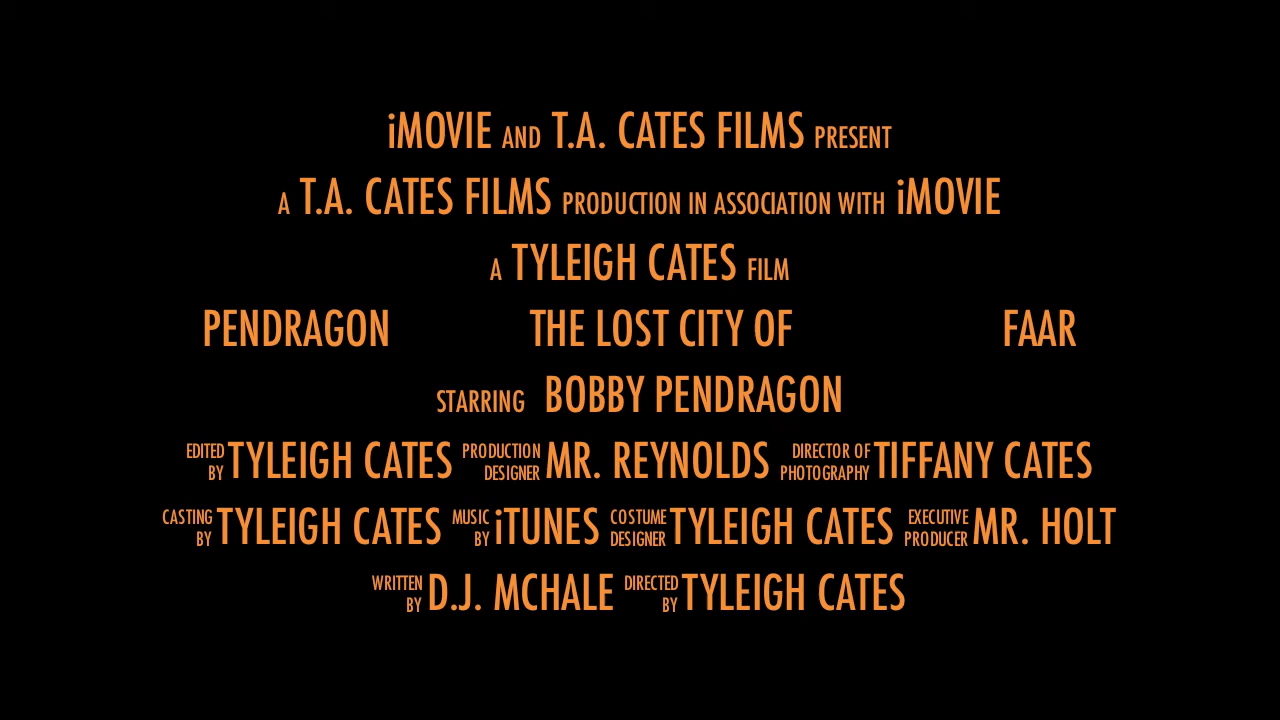 iMOVIE AND T.A. CATES FILMS PRESENT
A T.A. CATES FILMS PRODUCTION IN ASSOCIATION WITH iMOVIE
A TYLEIGH CATES FILM
PENDRAGON THE LOST CITY OF FAAR
STARRING BOBBY PENDRAGON
EDITED BY TYLEIGH CATES PRODUCTION DESIGNER MR. REYNOLDS DIRECTOR OF PHOTOGRAPHY TIFFANY CATES
CASTING BY TYLEIGH CATES MUSIC BY iTUNES COSTUME DESIGNER TYLEIGH CATES EXECUTIVE PRODUCER MR. HOLT
WRITTEN BY D.J. MCHALE DIRECTED BY TYLEIGH CATES